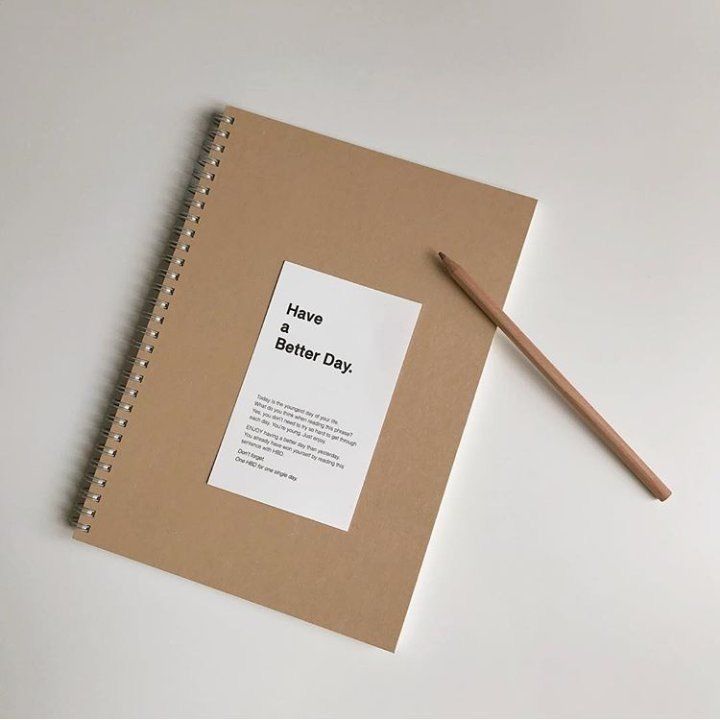 Have
a
Better Day.
Today is the youngest day of your life.
What do you think when reading this phrase?
Yes, you don't need to try so hard to get through
each day. You're young. Just enjoy.
ENJOY having a better day than yesterday.
You already have won yourself by reading this
sentence with HBD.
Don't forget.
One HBD for one single day.